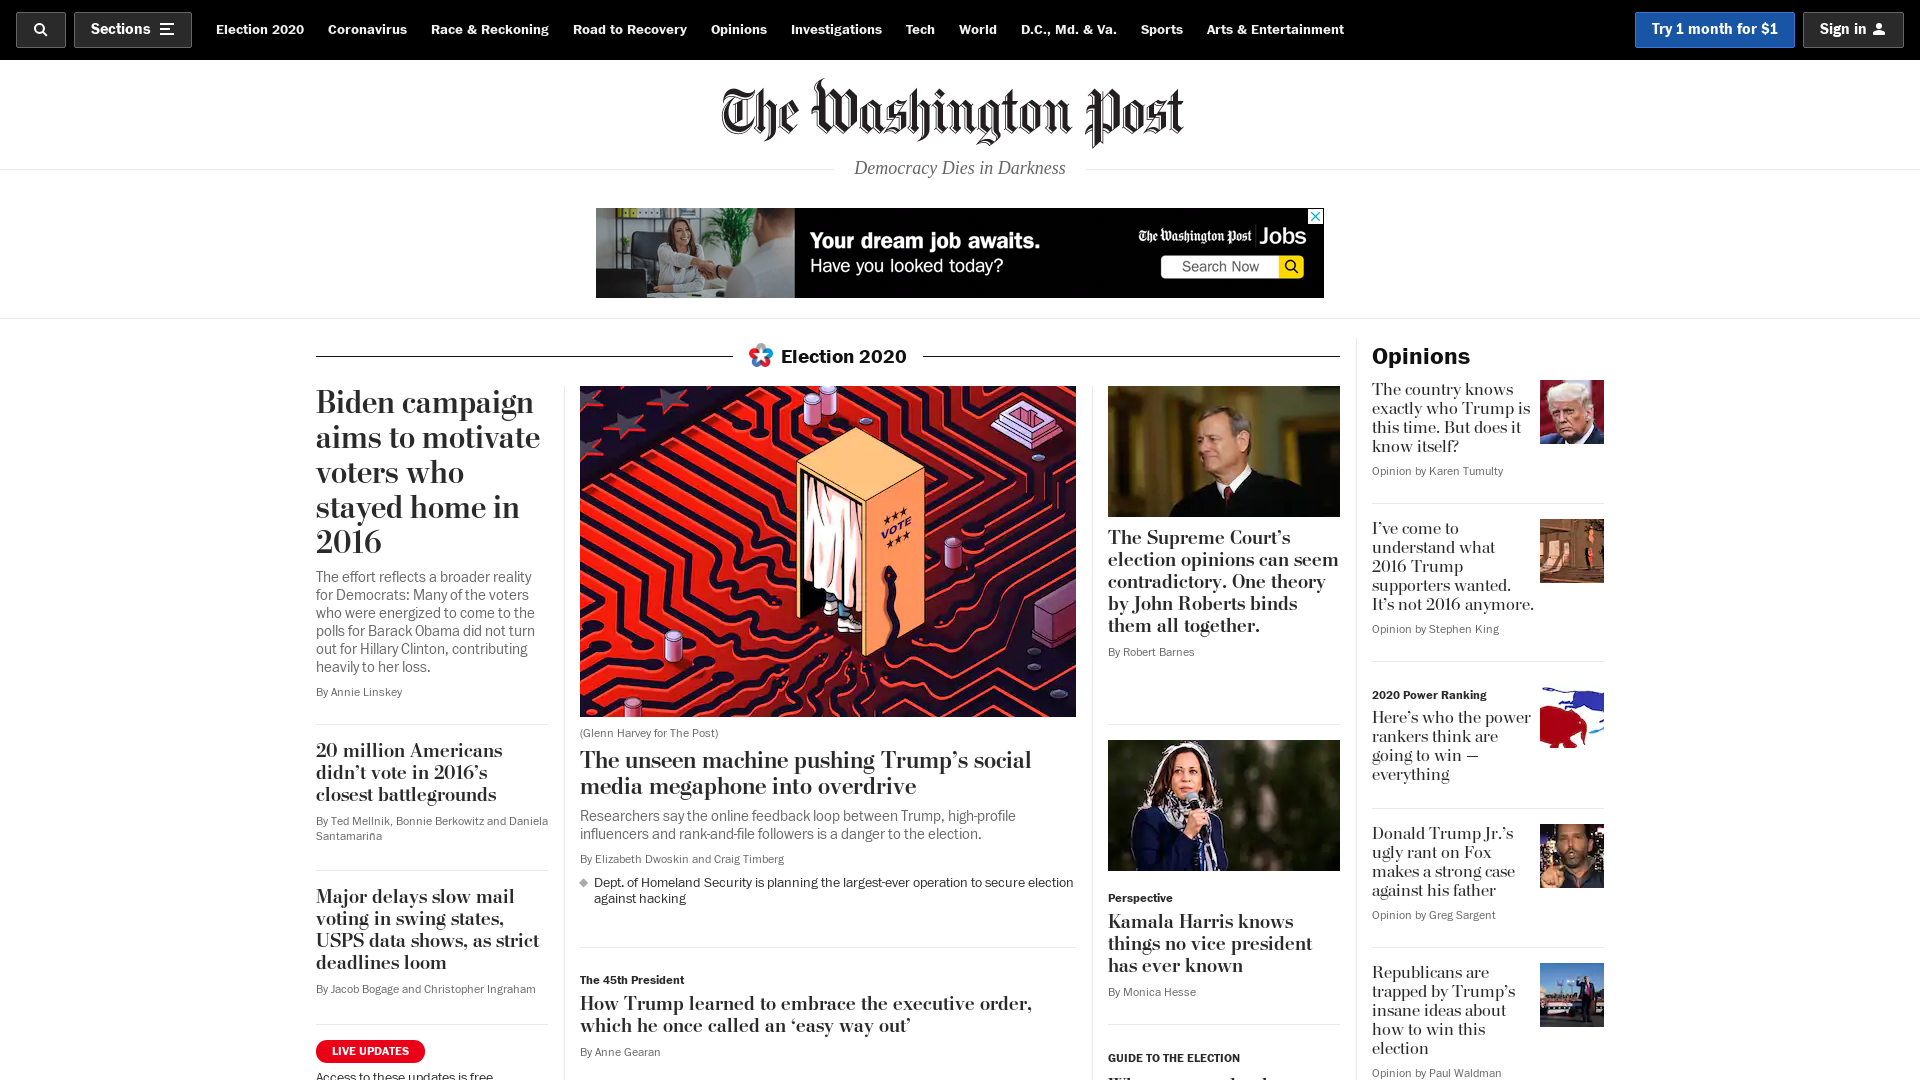 Sections
Election 2020
Coronavirus
Race & Reckoning
Road to Recovery
Opinions
Investigations
Tech
World
D.C., Md. & Va.
Sports
Arts & Entertainment
Try 1 month for $1
Sign in
The Washington Post
Democracy Dies in Darkness
Your dream job awaits.
Have you looked today?
The Washington Post Jobs
Search Now
Election 2020
Biden campaign
aims to motivate
voters who
stayed home in
2016
The effort reflects a broader reality
for Democrats: Many of the voters
who were energized to come to the
polls for Barack Obama did not turn
out for Hillary Clinton, contributing
heavily to her loss.
By Annie Linskey
20 million Americans
didn’t vote in 2016’s
closest battlegrounds
By Ted Mellnik, Bonnie Berkowitz and Daniela
Santamariña
Major delays slow mail
voting in swing states,
USPS data shows, as strict
deadlines loom
By Jacob Bogage and Christopher Ingraham
LIVE UPDATES
Access to these updates is free
VOTE
(Glenn Harvey for The Post)
The unseen machine pushing Trump’s social
media megaphone into overdrive
Researchers say the online feedback loop between Trump, high-profile
influencers and rank-and-file followers is a danger to the election.
By Elizabeth Dwoskin and Craig Timberg
Dept. of Homeland Security is planning the largest-ever operation to secure election
against hacking
The 45th President
How Trump learned to embrace the executive order,
which he once called an ‘easy way out’
By Anne Gearan
The Supreme Court’s
election opinions can seem
contradictory. One theory
by John Roberts binds
them all together.
By Robert Barnes
Perspective
Kamala Harris knows
things no vice president
has ever known
By Monica Hesse
GUIDE TO THE ELECTION
Opinions
The country knows
exactly who Trump is
this time. But does it
know itself?
Opinion by Karen Tumulty
I’ve come to
understand what
2016 Trump
supporters wanted.
It’s not 2016 anymore.
Opinion by Stephen King
2020 Power Ranking
Here’s who the power
rankers think are
going to win —
everything
Donald Trump Jr.’s
ugly rant on Fox
makes a strong case
against his father
Opinion by Greg Sargent
Republicans are
trapped by Trump’s
insane ideas about
how to win this
election
Opinion by Paul Waldman